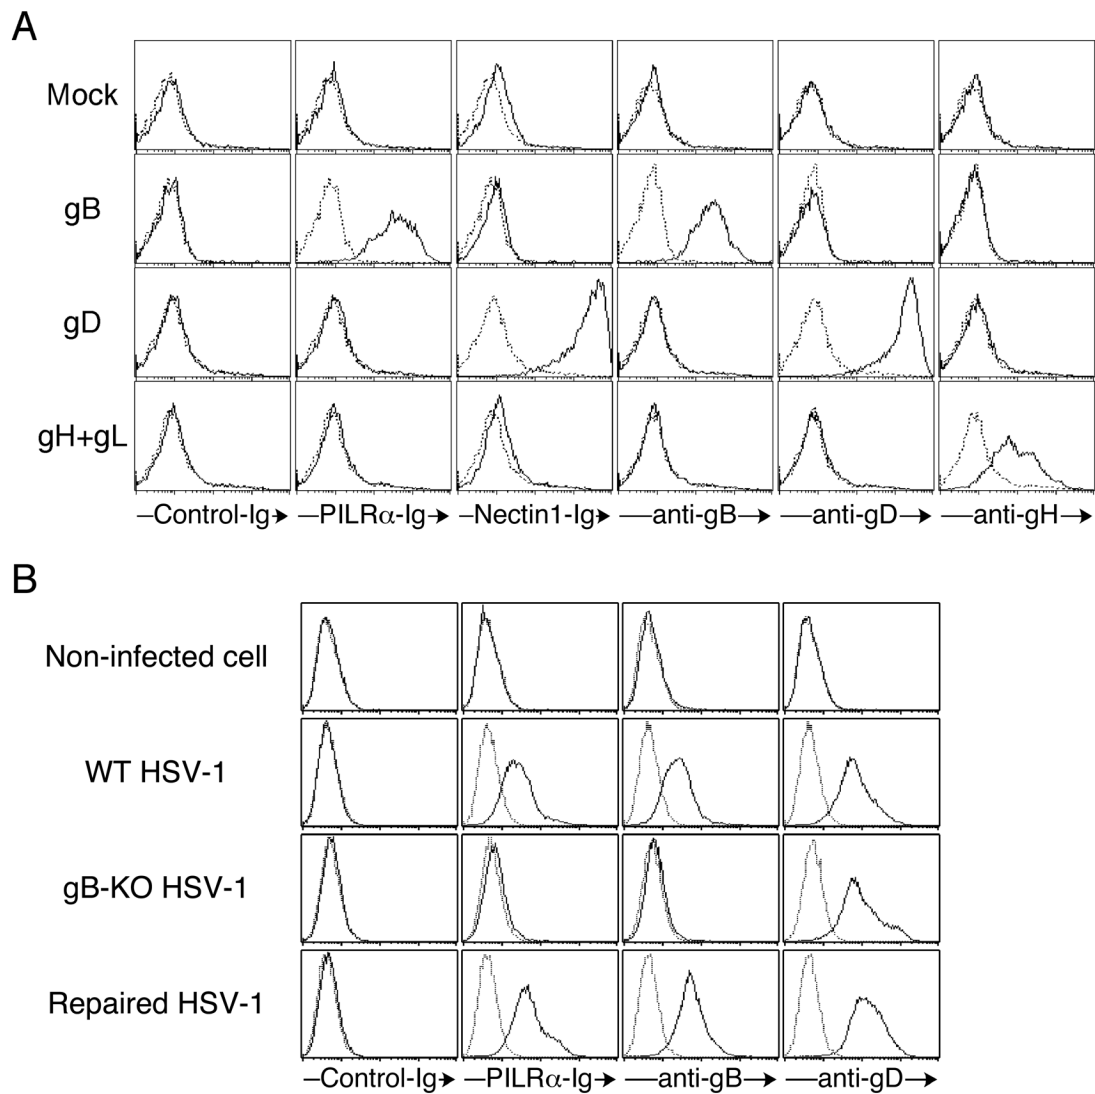 A
Mock
gB
gD
gH+gL
Control-Ig PILRα-Ig Nectin1-Ig anti-gB anti-gD anti-gH
B
Non-infected cell
WT HSV-1
gB-KO HSV-1
Repaired HSV-1
Control-Ig PILRα-Ig anti-gB anti-gD